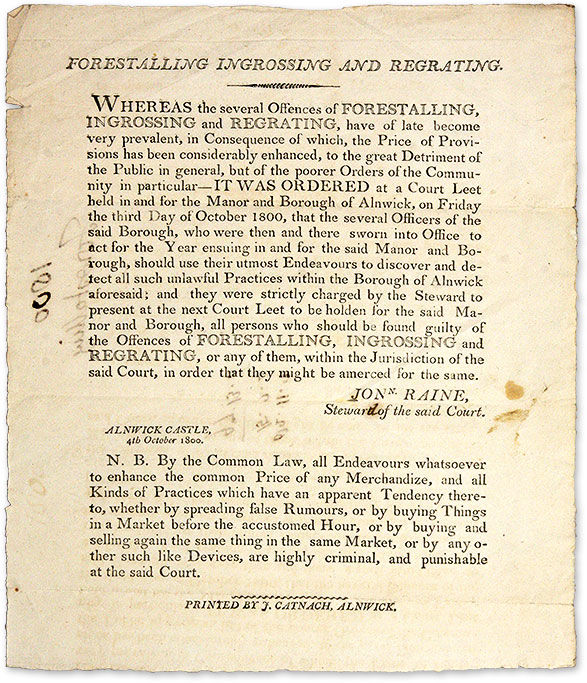 FORESTALLING INGROSSING AND REGRATING.
WHEREAS the several Offences of FORESTALLING,
INGROSSING and REGRATING, have of late become
very prevalent, in Consequence of which, the Price of Provi-
sions has been considerably enhanced, to the great Detriment of
the Public in general, but of the poorer Orders of the Commu-
nity in particular—IT WAS ORDERED at a Court Leet
held in and for the Manor and Borough of Alnwick, on Friday
the third Day of October 1800, that the several Officers of the
said Borough, who were then and there sworn into Office to
act for the Year ensuing in and for the said Manor and Bo-
rough, should use their utmost Endeavours to discover and de-
tect all such unlawful Practices within the Borough of Alnwick
aforesaid; and they were strictly charged by the Steward to
present at the next Court Leet to be holden for the said Ma-
nor and Borough, all persons who should be found guilty of
the Offences of FORESTALLING, INGROSSING and
REGRATING, or any of them, within the Jurisdiction of the
said Court, in order that they might be amerced for the same.
JONN. RAINE,
Steward of the said Court.
ALNWICK CASTLE,
4th October 1800.
N. B. By the Common Law, all Endeavours whatsoever
to enhance the common Price of any Merchandize, and all
Kinds of Practices which have an apparent Tendency there-
to, whether by spreading false Rumours, or by buying Things
in a Market before the accustomed Hour, or by buying and
selling again the same thing in the same Market, or by any o-
ther such like Devices, are highly criminal, and punishable
at the said Court.
PRINTED BY J. CATNACH, ALNWICK.
1800